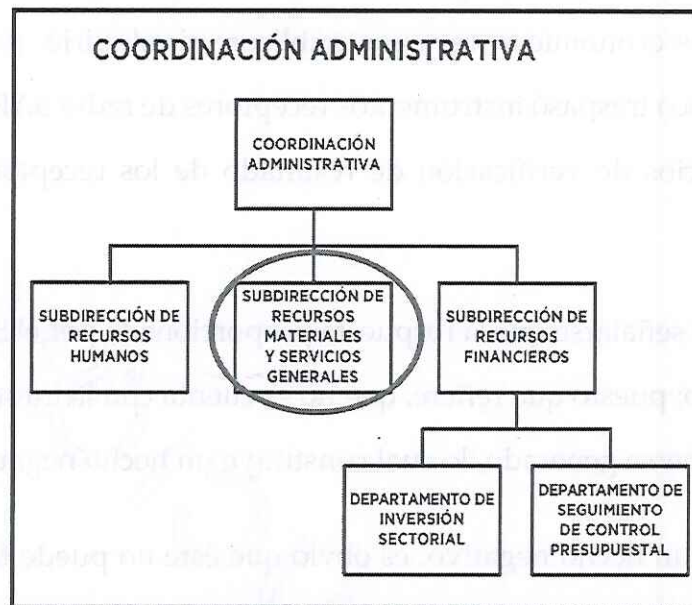 COORDINACIÓN ADMINISTRATIVA
COORDINACIÓN
ADMINISTRATIVA
SUBDIRECCIÓN DE
RECURSOS
HUMANOS
SUBDIRECCIÓN DE
RECURSOS
MATERIALES
Y SERVICIOS
GENERALES
SUBDIRECCIÓN DE
RECURSOS
FINANCIEROS
DEPARTAMENTO DE
INVERSIÓN
SECTORIAL
DEPARTAMENTO DE
SEGUIMIENTO
DE CONTROL
PRESUPUESTAL